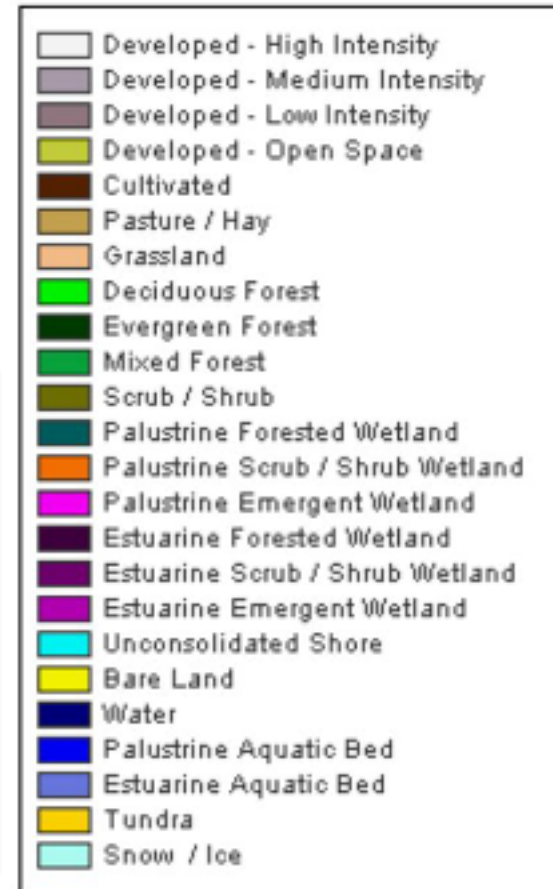 Developed - High Intensity
Developed - Medium Intensity
Developed - Low Intensity
Developed - Open Space
Cultivated
Pasture / Hay
Grassland
Deciduous Forest
Evergreen Forest
Mixed Forest
Scrub / Shrub
Palustrine Forested Wetland
Palustrine Scrub / Shrub Wetland
Palustrine Emergent Wetland
Estuarine Forested Wetland
Estuarine Scrub / Shrub Wetland
Estuarine Emergent Wetland
Unconsolidated Shore
Bare Land
Water
Palustrine Aquatic Bed
Estuarine Aquatic Bed
Tundra
Snow / Ice